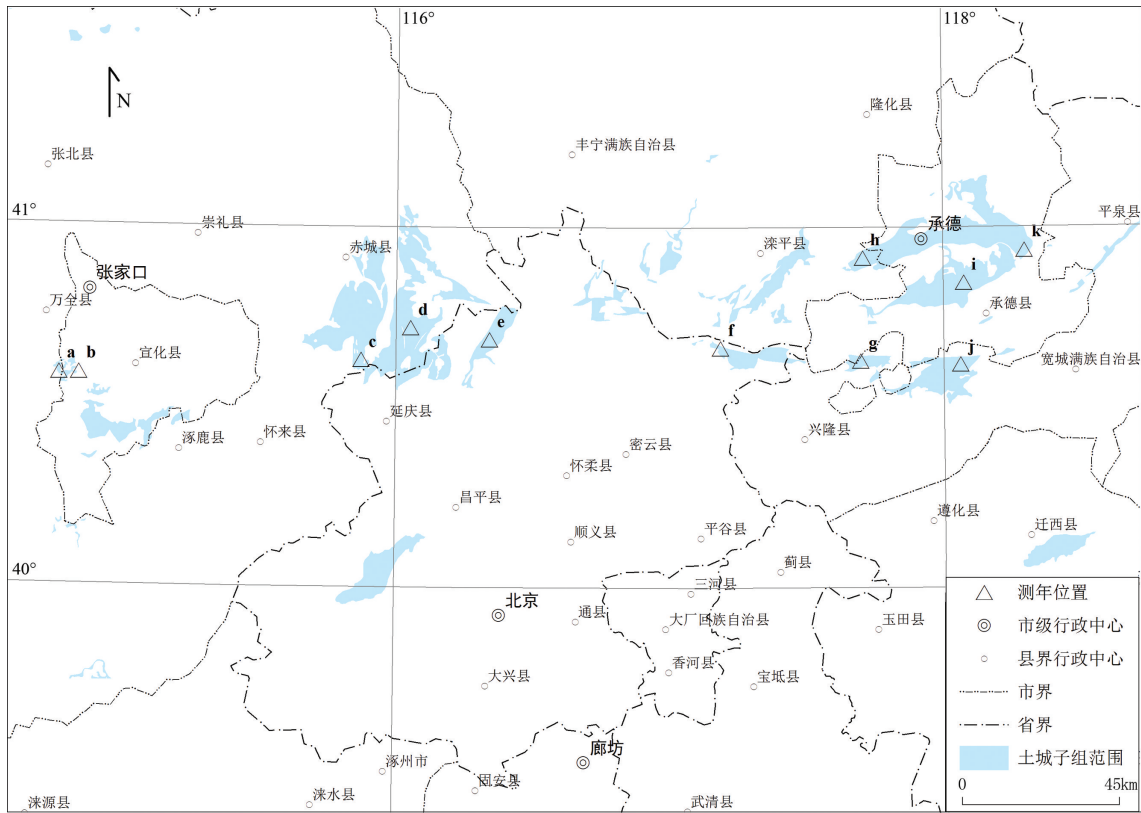 116°
118°
N
隆化县
张北县
丰宁满族自治县
41°
崇礼县
平泉县
承德
赤城县
滦平县
h
k
张家口
i
万全县
承德县
d
e
f
a
b
宣化县
c
g
j
宽城满族自治县
延庆县
涿鹿县
怀来县
兴隆县
密云县
怀柔县
昌平县
遵化县
顺义县
平谷县
迁西县
40°
蓟县
三河县
北京
通县
大厂回族自治县
玉田县
香河县
大兴县
宝坻县
廊坊
涿州市
固安县
涞源县
涞水县
武清县
测年位置
市级行政中心
县界行政中心
市界
省界
土城子组范围
0 45km